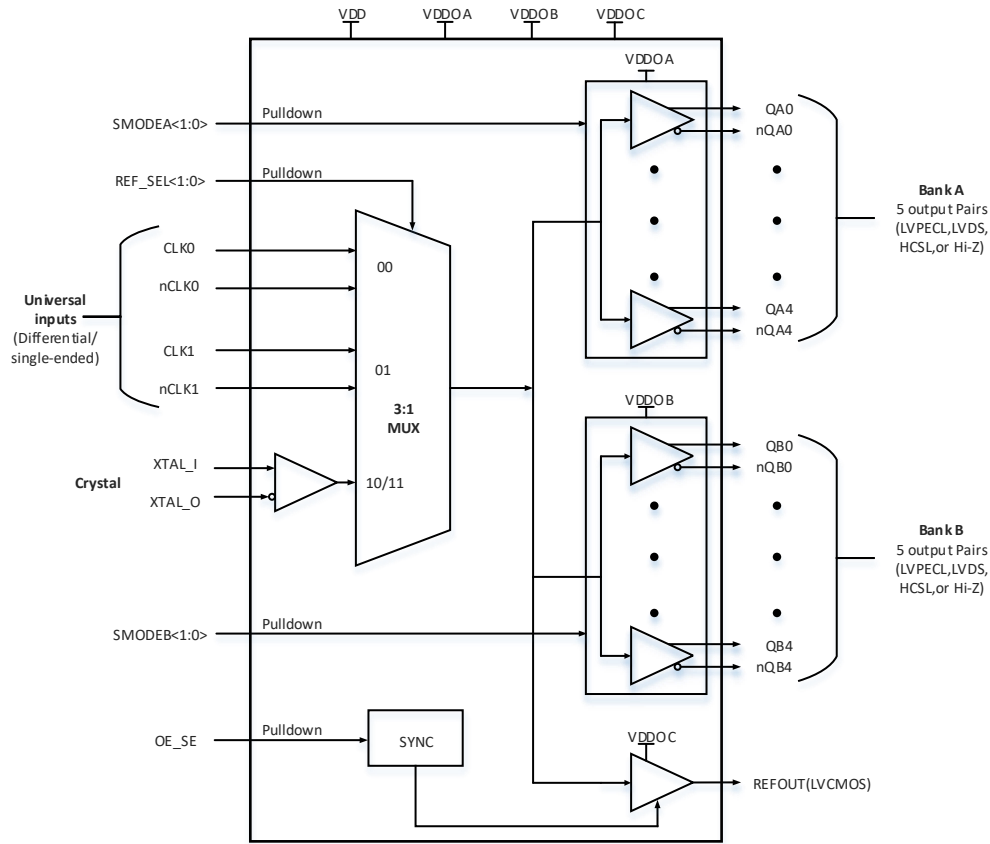 VDD
VDDOA
VDDOB
VDDOC
VDDOA
SMODEA<1:0>
Pulldown
QA0
nQA0
REF_SEL<1:0>
Pulldown
Bank A
5 output Pairs
(LVPECL,LVDS,
HCSL,or Hi-Z)
CLK0
00
nCLK0
Universal
inputs
(Differential/
single-ended)
QA4
nQA4
CLK1
01
nCLK1
3:1
MUX
VDDOB
QB0
nQB0
Crystal
XTAL_I
XTAL_O
10/11
Bank B
5 output Pairs
(LVPECL,LVDS,
HCSL,or Hi-Z)
SMODEB<1:0>
Pulldown
QB4
nQB4
OE_SE
Pulldown
SYNC
VDDOC
REFOUT(LVCMOS)